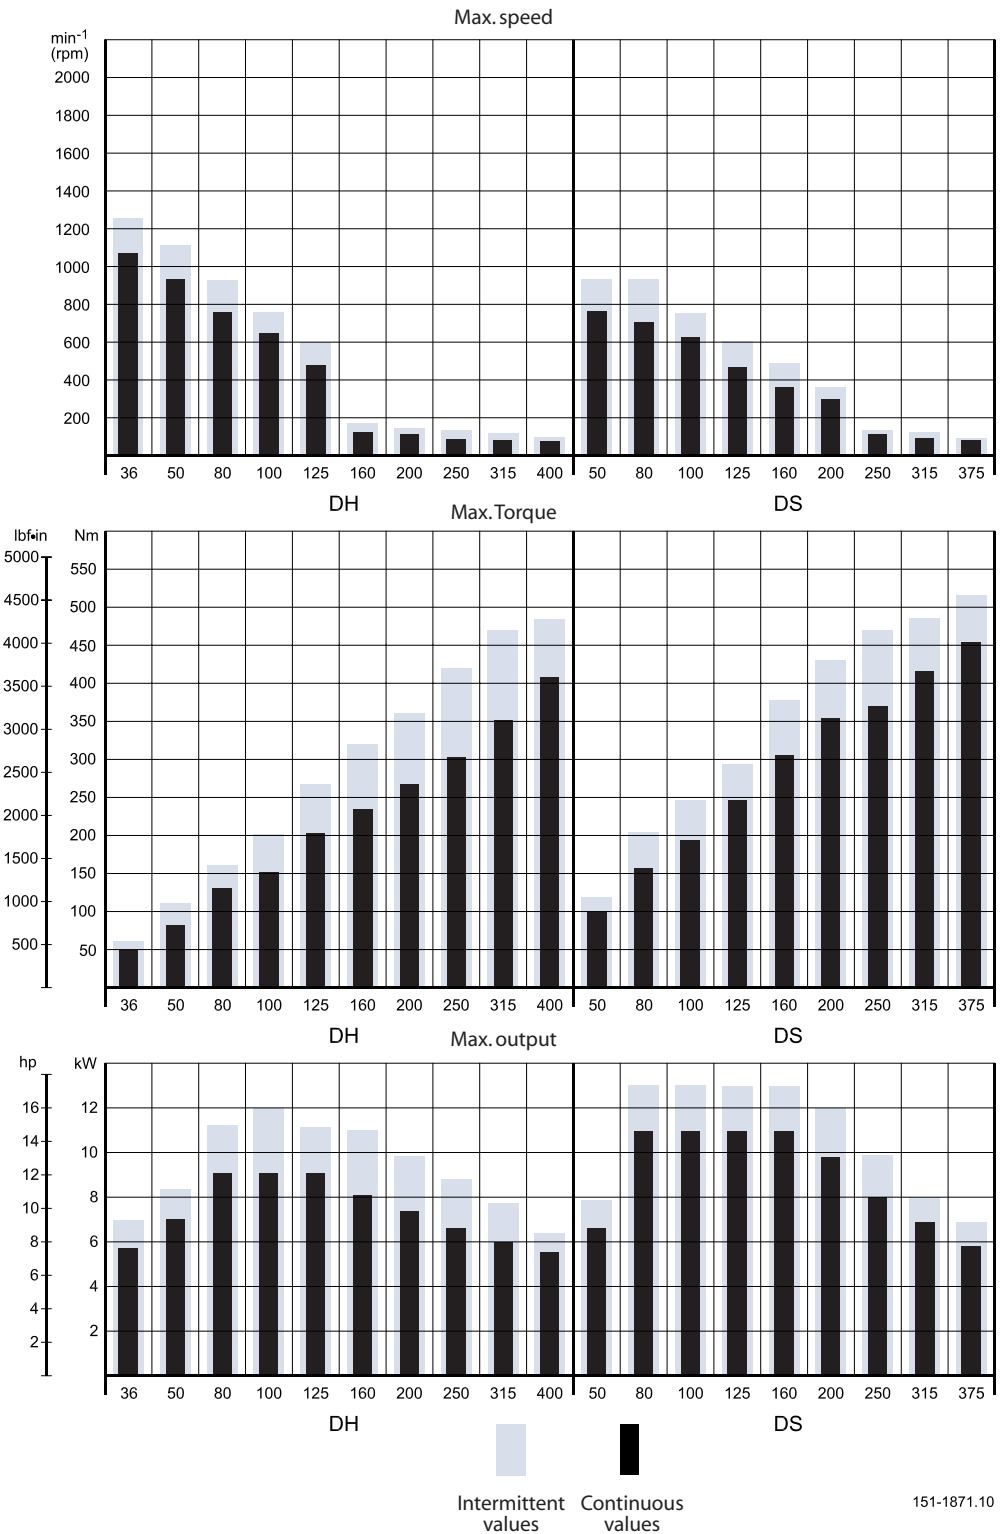 Max. speed
min-1
(rpm)
2000
1800
1600
1400
1200
1000
800
600
400
200
36 50 80 100 125 160 200 250 315 400 50 80 100 125 160 200 250 315 375
DH DS
Max. Torque
lbf•in Nm
5000
4500
4000
3500
3000
2500
2000
1500
1000
500
550
500
450
400
350
300
250
200
150
100
50
36 50 80 100 125 160 200 250 315 400 50 80 100 125 160 200 250 315 375
DH DS
Max. output
hp kW
16
14
12
10
8
6
4
2
12
10
8
6
4
2
36 50 80 100 125 160 200 250 315 400 50 80 100 125 160 200 250 315 375
DH DS
Intermittent
values
Continuous
values
151-1871.10